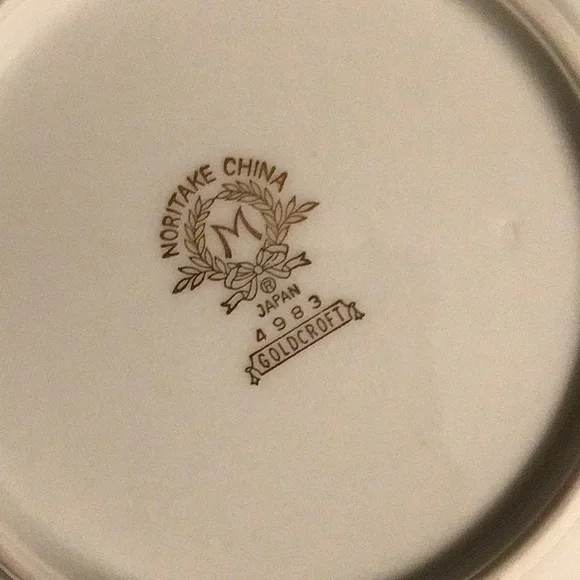 NORITAKE CHINA
M
®
JAPAN
4983
GOLDCROFT